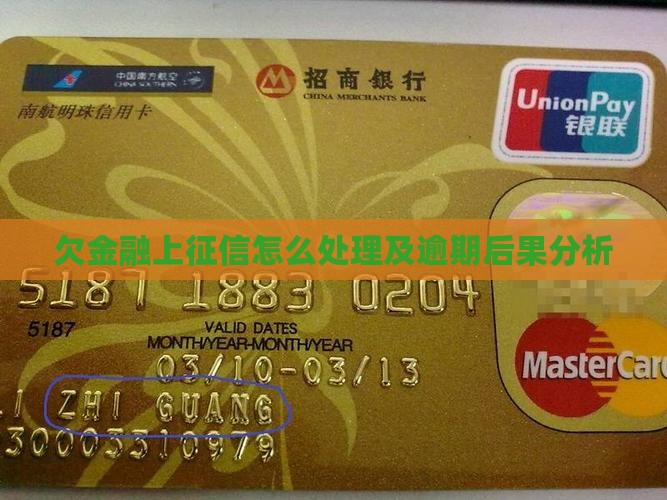 中国南方航空
CHINA SOUTHERN
南航明珠信用卡
招商银行
CHINA MERCHANTS BANK
UnionPay
银联
欠金融上征信怎么处理及逾期后果分析
5187 1883 0204
5187
VALID DATES
MONTH/YEAR-MONTH/YEAR
03/10-03/13
MasterCard
ZHI GUANG
30003310979